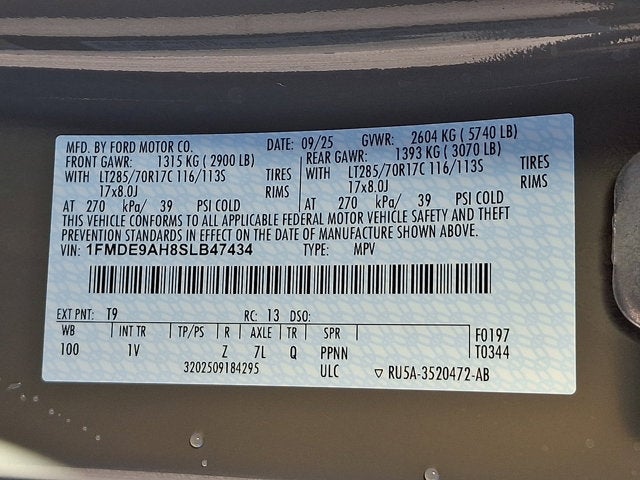 MFD. BY FORD MOTOR CO. DATE: 09/25 GVWR: 2604 KG ( 5740 LB)
FRONT GAWR: 1315 KG ( 2900 LB) REAR GAWR: 1393 KG ( 3070 LB)
WITH LT285/70R17C 116/113S TIRES WITH LT285/70R17C 116/113S TIRES
17x8.0J RIMS 17x8.0J RIMS
AT 270 kPa/ 39 PSI COLD AT 270 kPa/ 39 PSI COLD
THIS VEHICLE CONFORMS TO ALL APPLICABLE FEDERAL MOTOR VEHICLE SAFETY AND THEFT
PREVENTION STANDARDS IN EFFECT ON THE DATE OF MANUFACTURE SHOWN ABOVE.
VIN: 1FMDE9AH8SLB47434 TYPE: MPV
EXT PNT: T9 RC: 13 DSO:
WB INT TR TP/PS R AXLE TR SPR F0197
100 1V Z 7L Q PPNN T0344
3202509184295 ULC ▽ RU5A-3520472-AB